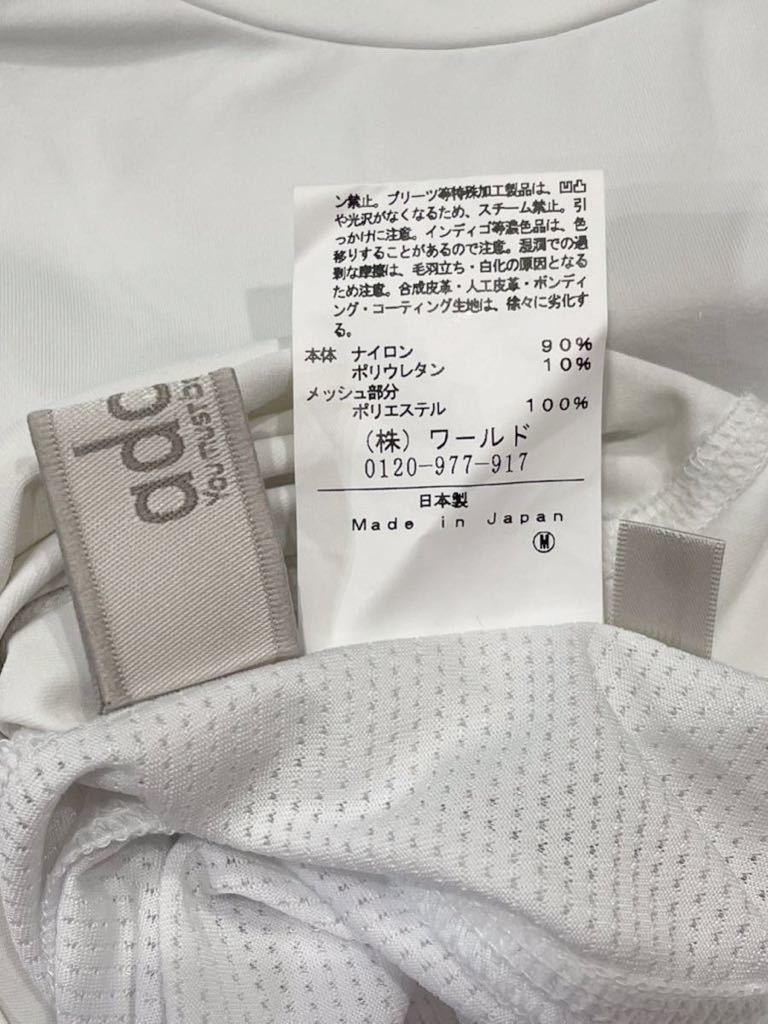 ン禁止。プリーツ等特殊加工製品は、凹凸
や光沢がなくなるため、スチーム禁止。引
っかけに注意。インディゴ等濃色品は、色
移りすることがあるので注意。湿潤での過
剰な摩擦は、毛羽立ち・白化の原因となる
ため注意。合成皮革・人工皮革・ボンディ
ング・コーティング生地は、徐々に劣化す
る。
本体 ナイロン 90%
ポリウレタン 10%
メッシュ部分
ポリエステル 100%
(株) ワールド
0120-977-917
日本製
Made in Japan
M